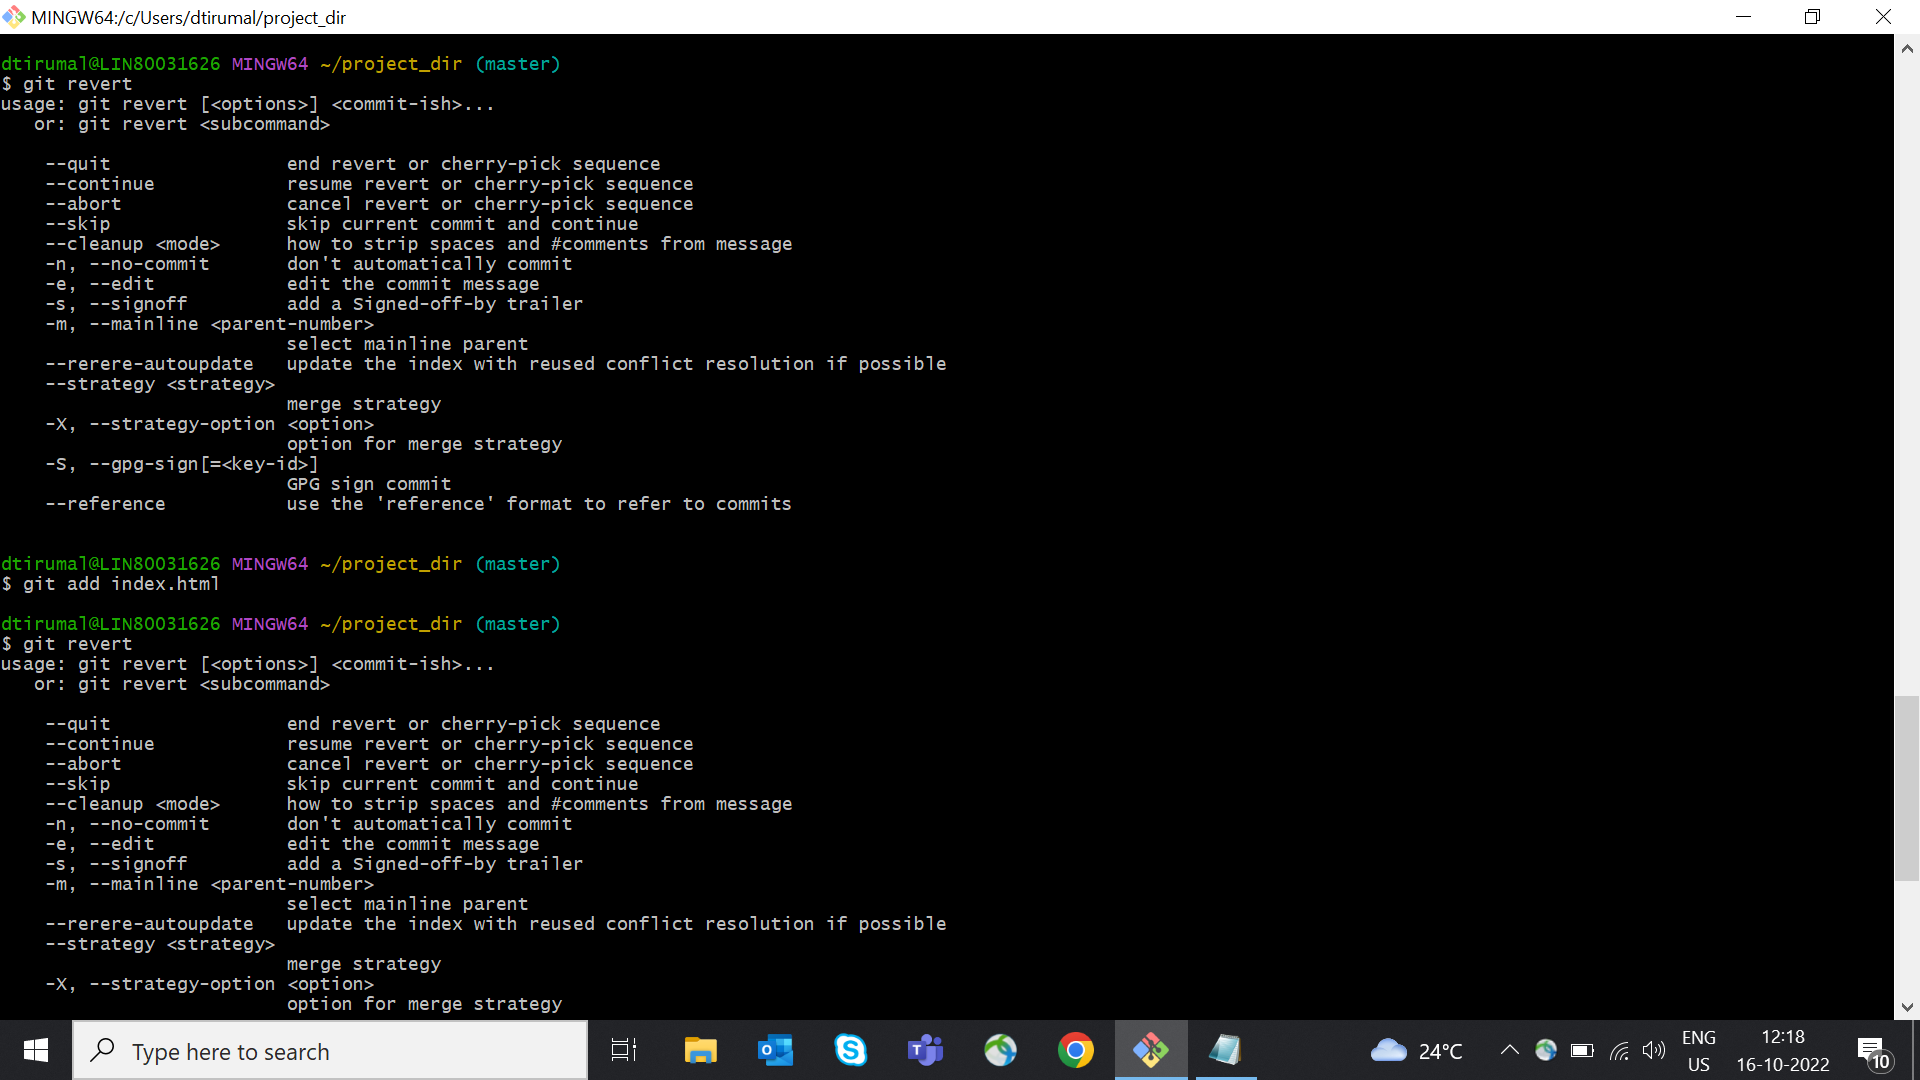 MINGW64:/c/Users/dtirumal/project_dir
dtirumal@LIN80031626 MINGW64 ~/project_dir (master)
$ git revert
usage: git revert [<options>] <commit-ish>...
   or: git revert <subcommand>
    --quit                end revert or cherry-pick sequence
    --continue            resume revert or cherry-pick sequence
    --abort               cancel revert or cherry-pick sequence
    --skip                skip current commit and continue
    --cleanup <mode>      how to strip spaces and #comments from message
    -n, --no-commit       don't automatically commit
    -e, --edit            edit the commit message
    -s, --signoff         add a Signed-off-by trailer
    -m, --mainline <parent-number>
                          select mainline parent
    --rerere-autoupdate   update the index with reused conflict resolution if possible
    --strategy <strategy>
                          merge strategy
    -X, --strategy-option <option>
                          option for merge strategy
    -S, --gpg-sign[=<key-id>]
                          GPG sign commit
    --reference           use the 'reference' format to refer to commits
dtirumal@LIN80031626 MINGW64 ~/project_dir (master)
$ git add index.html
dtirumal@LIN80031626 MINGW64 ~/project_dir (master)
$ git revert
usage: git revert [<options>] <commit-ish>...
   or: git revert <subcommand>
    --quit                end revert or cherry-pick sequence
    --continue            resume revert or cherry-pick sequence
    --abort               cancel revert or cherry-pick sequence
    --skip                skip current commit and continue
    --cleanup <mode>      how to strip spaces and #comments from message
    -n, --no-commit       don't automatically commit
    -e, --edit            edit the commit message
    -s, --signoff         add a Signed-off-by trailer
    -m, --mainline <parent-number>
                          select mainline parent
    --rerere-autoupdate   update the index with reused conflict resolution if possible
    --strategy <strategy>
                          merge strategy
    -X, --strategy-option <option>
                          option for merge strategy
Type here to search
24°C
ENG
US
12:18
16-10-2022
10